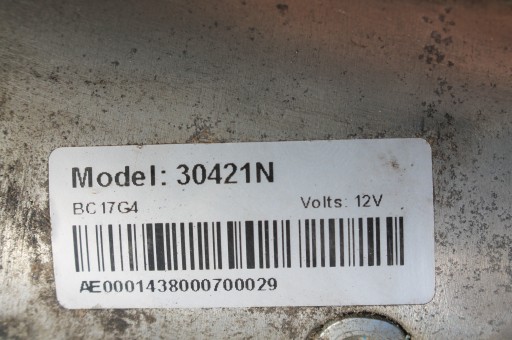 Model: 30421N
BC17G4 Volts: 12V
AE0001438000700029